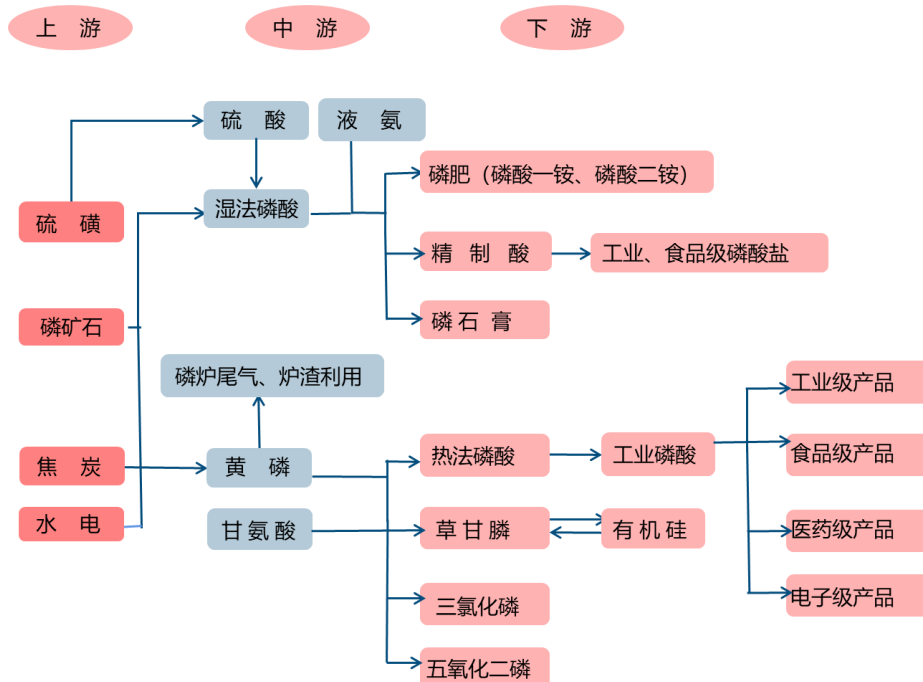 上 游
中 游
下 游
硫 酸
液 氨
磷肥（磷酸一铵、磷酸二铵）
硫 磺
湿法磷酸
精 制 酸
工业、食品级磷酸盐
磷矿石
磷 石 膏
磷炉尾气、炉渣利用
工业级产品
焦 炭
黄 磷
热法磷酸
工业磷酸
食品级产品
水 电
甘 氨 酸
草 甘 膦
有 机 硅
医药级产品
三氯化磷
电子级产品
五氧化二磷